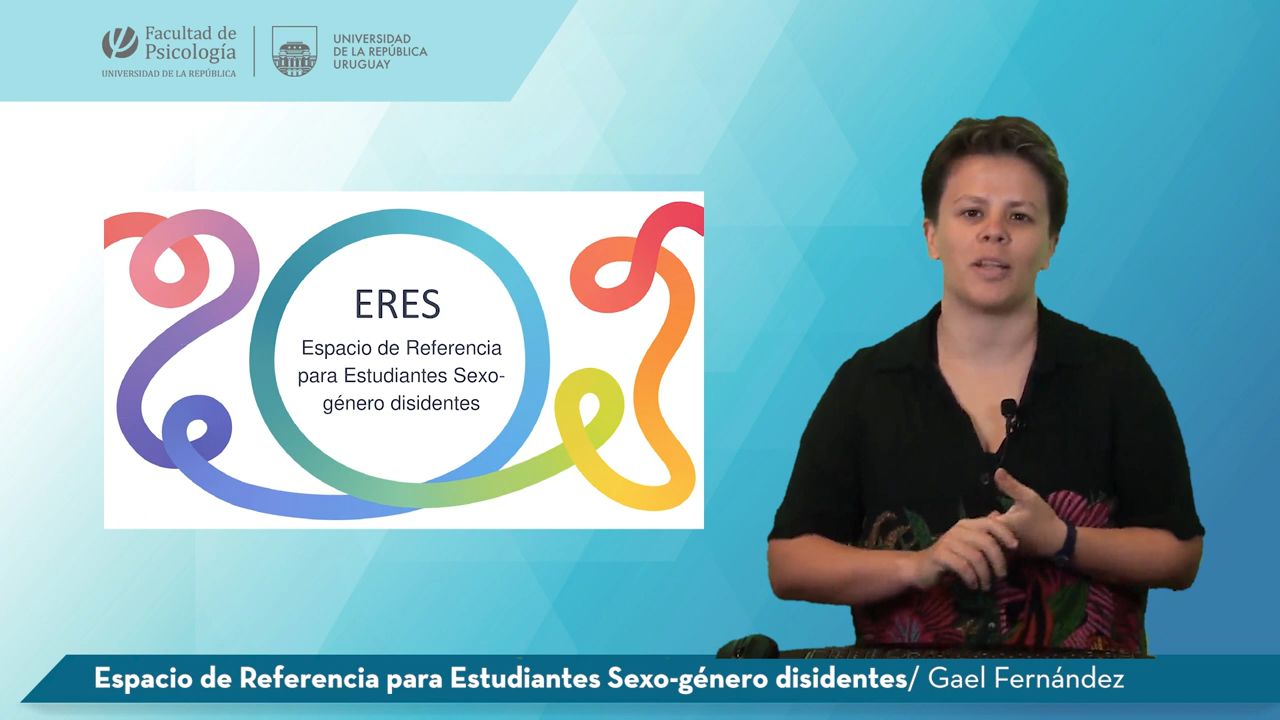 Facultad de
Psicología
UNIVERSIDAD DE LA REPÚBLICA
UNIVERSIDAD
DE LA REPÚBLICA
URUGUAY
ERES
Espacio de Referencia
para Estudiantes Sexo-
género disidentes
Espacio de Referencia para Estudiantes Sexo-género disidentes/ Gael Fernández